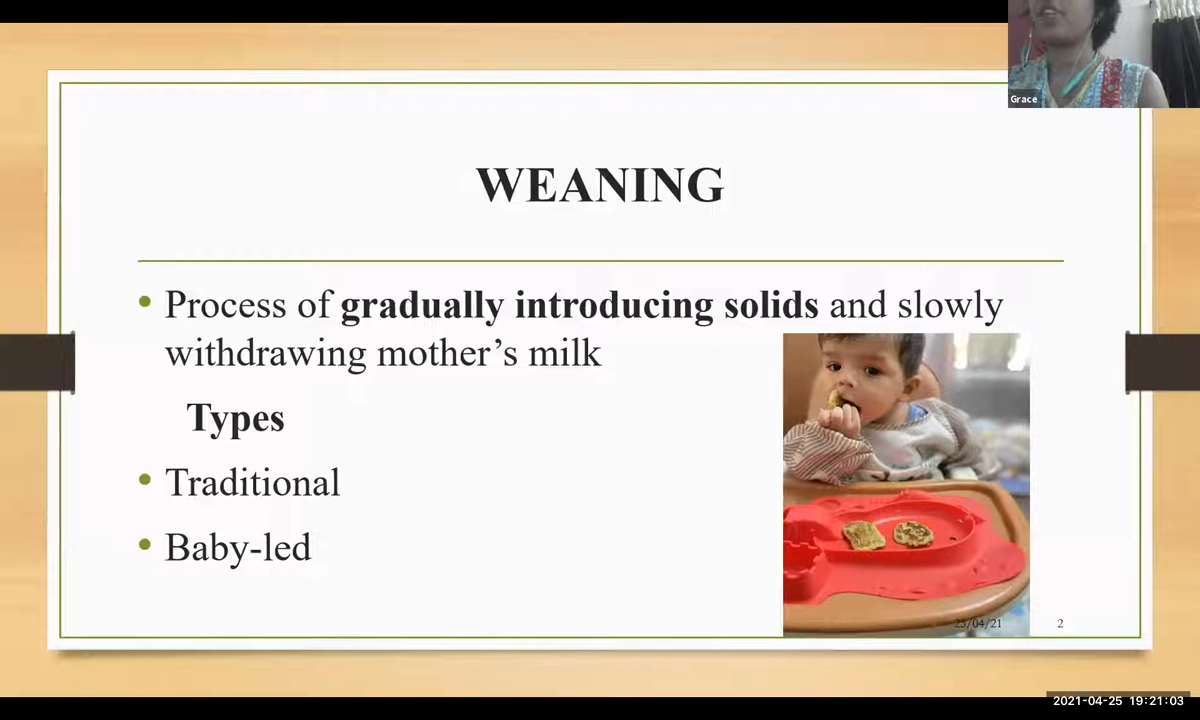 Grace
WEANING
• Process of gradually introducing solids and slowly
withdrawing mother’s milk
Types
• Traditional
• Baby-led
25/04/21
2
2021-04-25 19:21:03